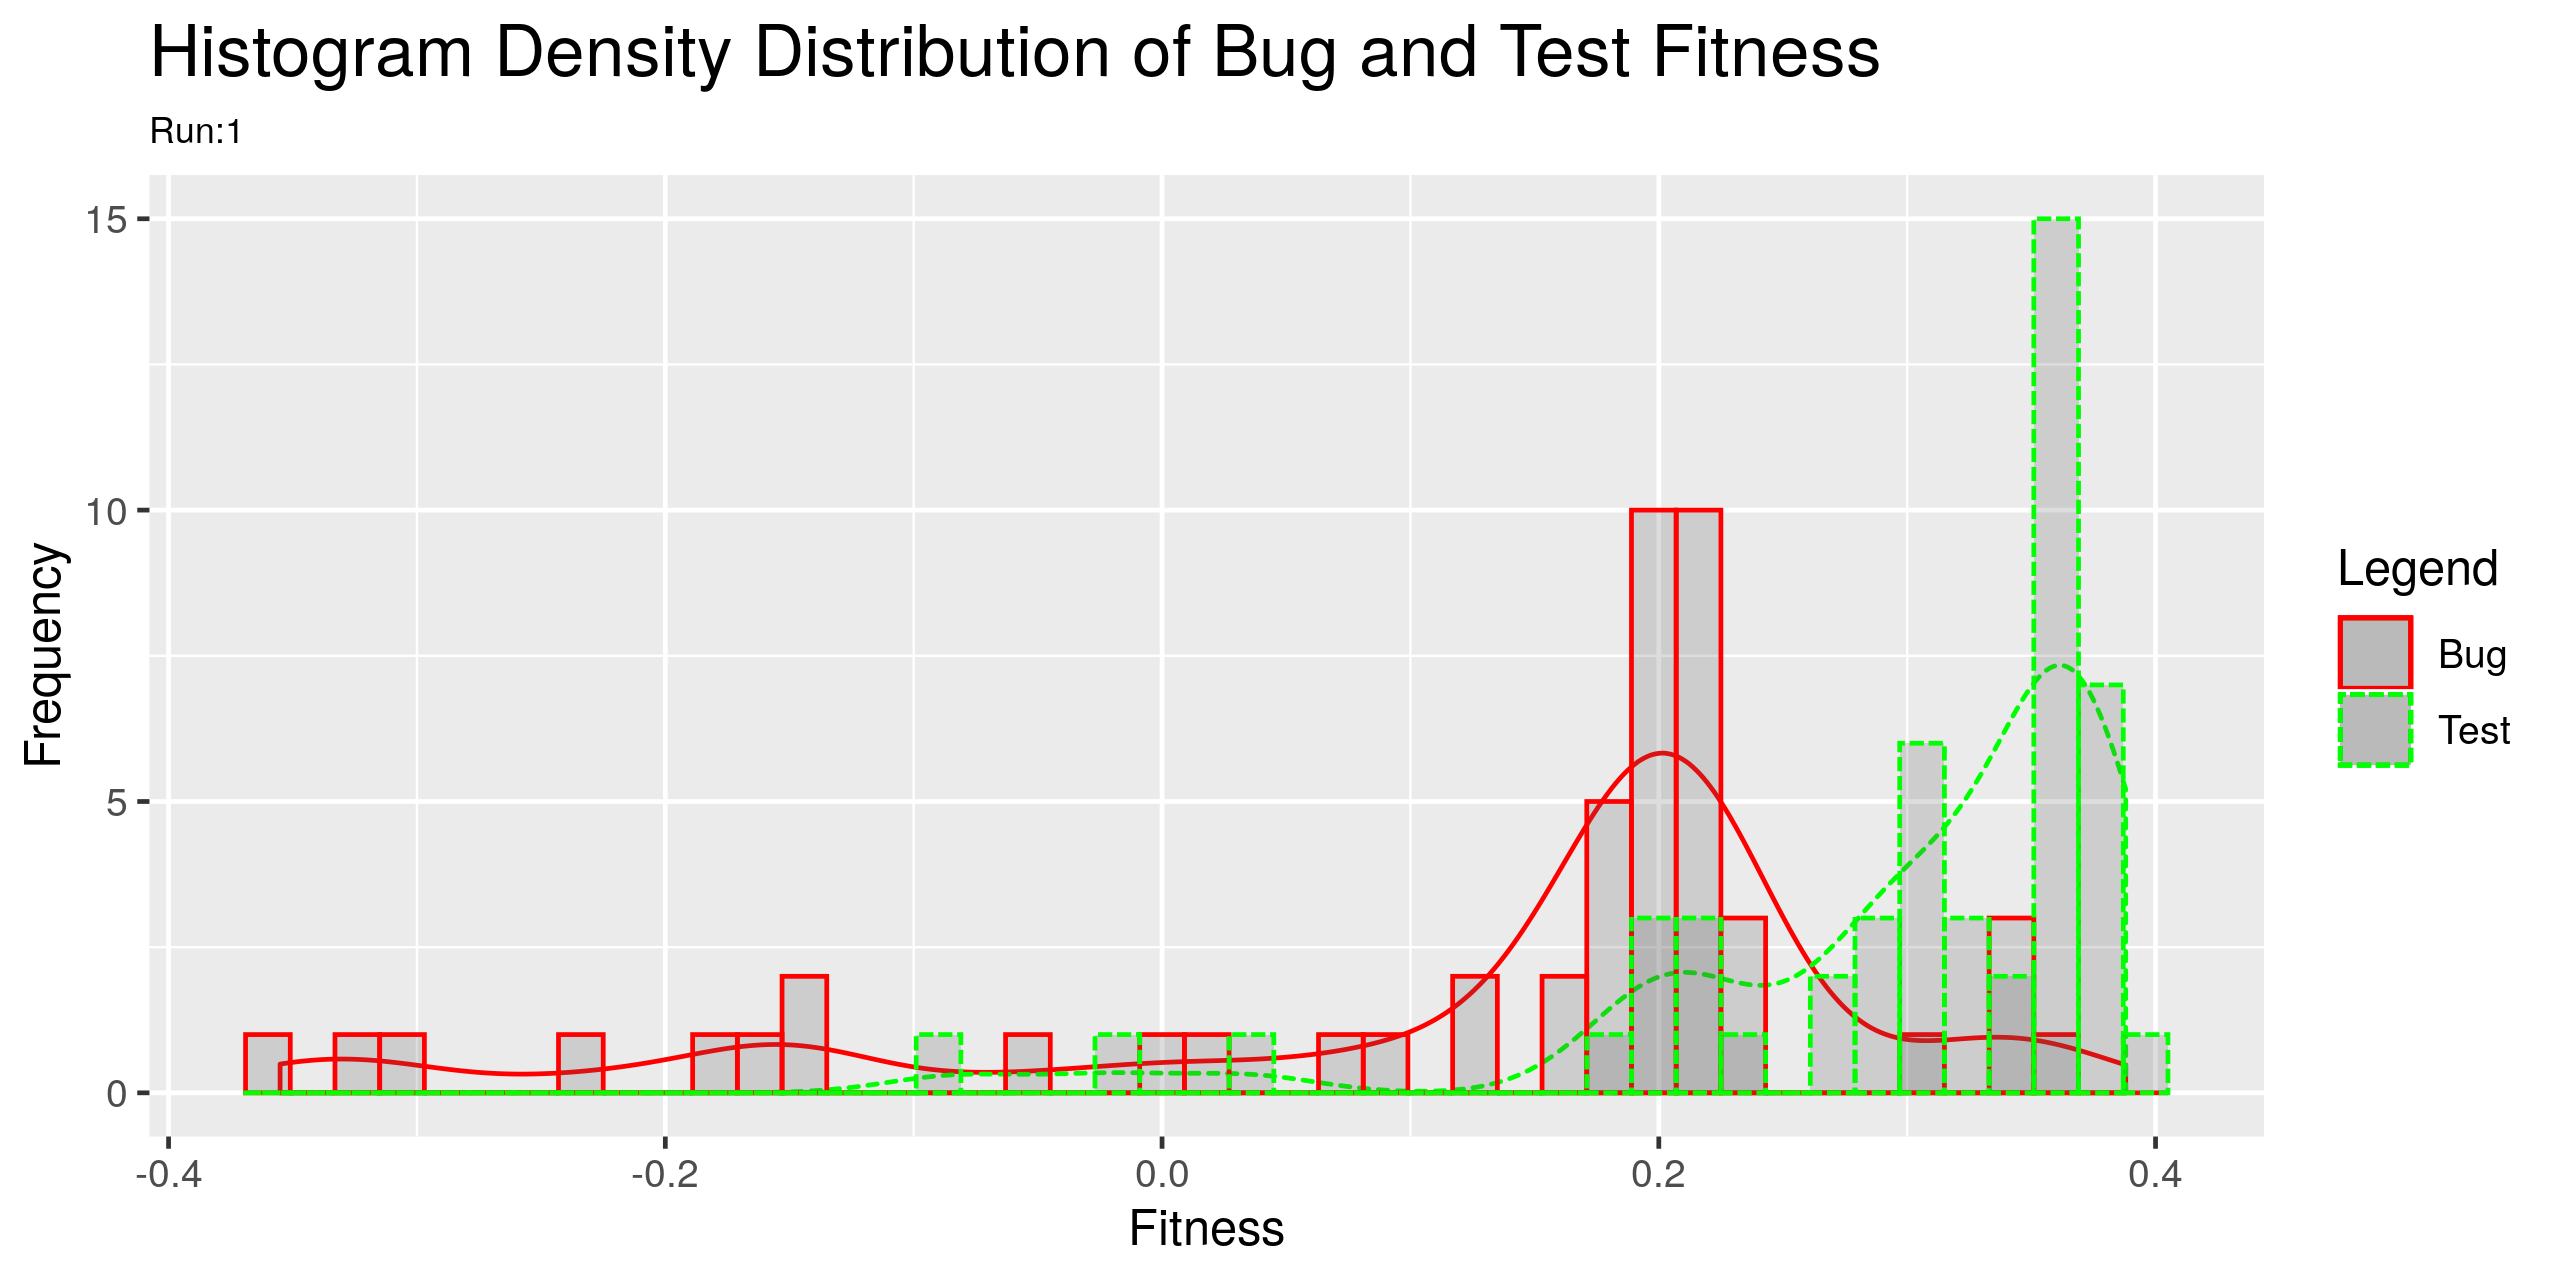 Histogram Density Distribution of Bug and Test Fitness
Run:1
Frequency
15
10
5
0
-0.4
-0.2
0.0
0.2
0.4
Fitness
Legend
Bug
Test